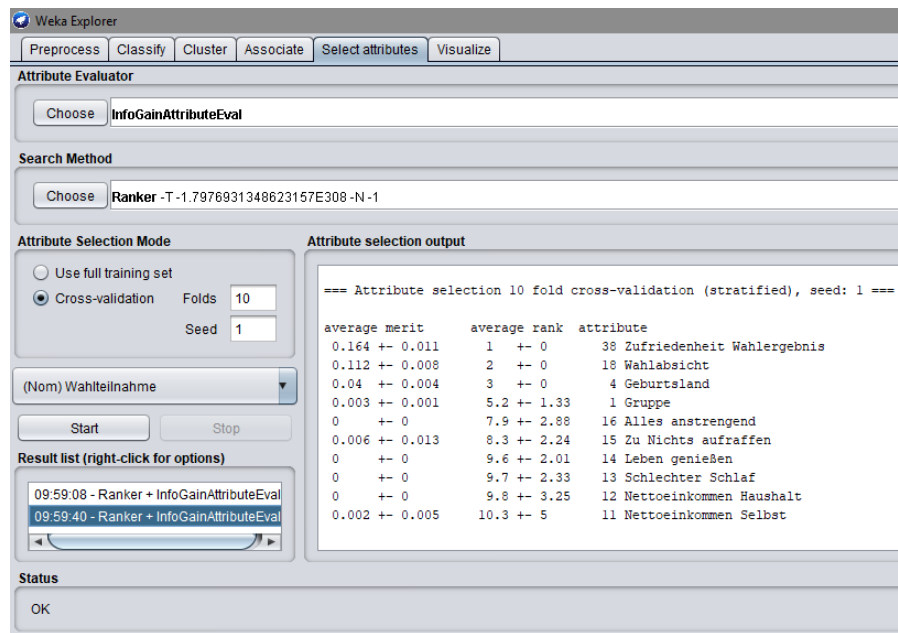 Weka Explorer
Preprocess Classify Cluster Associate Select attributes Visualize
Attribute Evaluator
Choose InfoGainAttributeEval
Search Method
Choose Ranker -T -1.7976931348623157E308 -N -1
Attribute Selection Mode
Use full training set
Cross-validation Folds 10
Seed 1
(Nom) Wahlteilnahme
Start Stop
Result list (right-click for options)
09:59:08 - Ranker + InfoGainAttributeEval
09:59:40 - Ranker + InfoGainAttributeEval
Attribute selection output
=== Attribute selection 10 fold cross-validation (stratified), seed: 1 ===
average merit average rank attribute
0.164 +- 0.011 1 +- 0 38 Zufriedenheit Wahlergebnis
0.112 +- 0.008 2 +- 0 18 Wahlabsicht
0.04 +- 0.004 3 +- 0 4 Geburtsland
0.003 +- 0.001 5.2 +- 1.33 1 Gruppe
0 +- 0 7.9 +- 2.88 16 Alles anstrengend
0.006 +- 0.013 8.3 +- 2.24 15 Zu Nichts aufraffen
0 +- 0 9.6 +- 2.01 14 Leben genießen
0 +- 0 9.7 +- 2.33 13 Schlechter Schlaf
0 +- 0 9.8 +- 3.25 12 Nettoeinkommen Haushalt
0.002 +- 0.005 10.3 +- 5 11 Nettoeinkommen Selbst
Status
OK